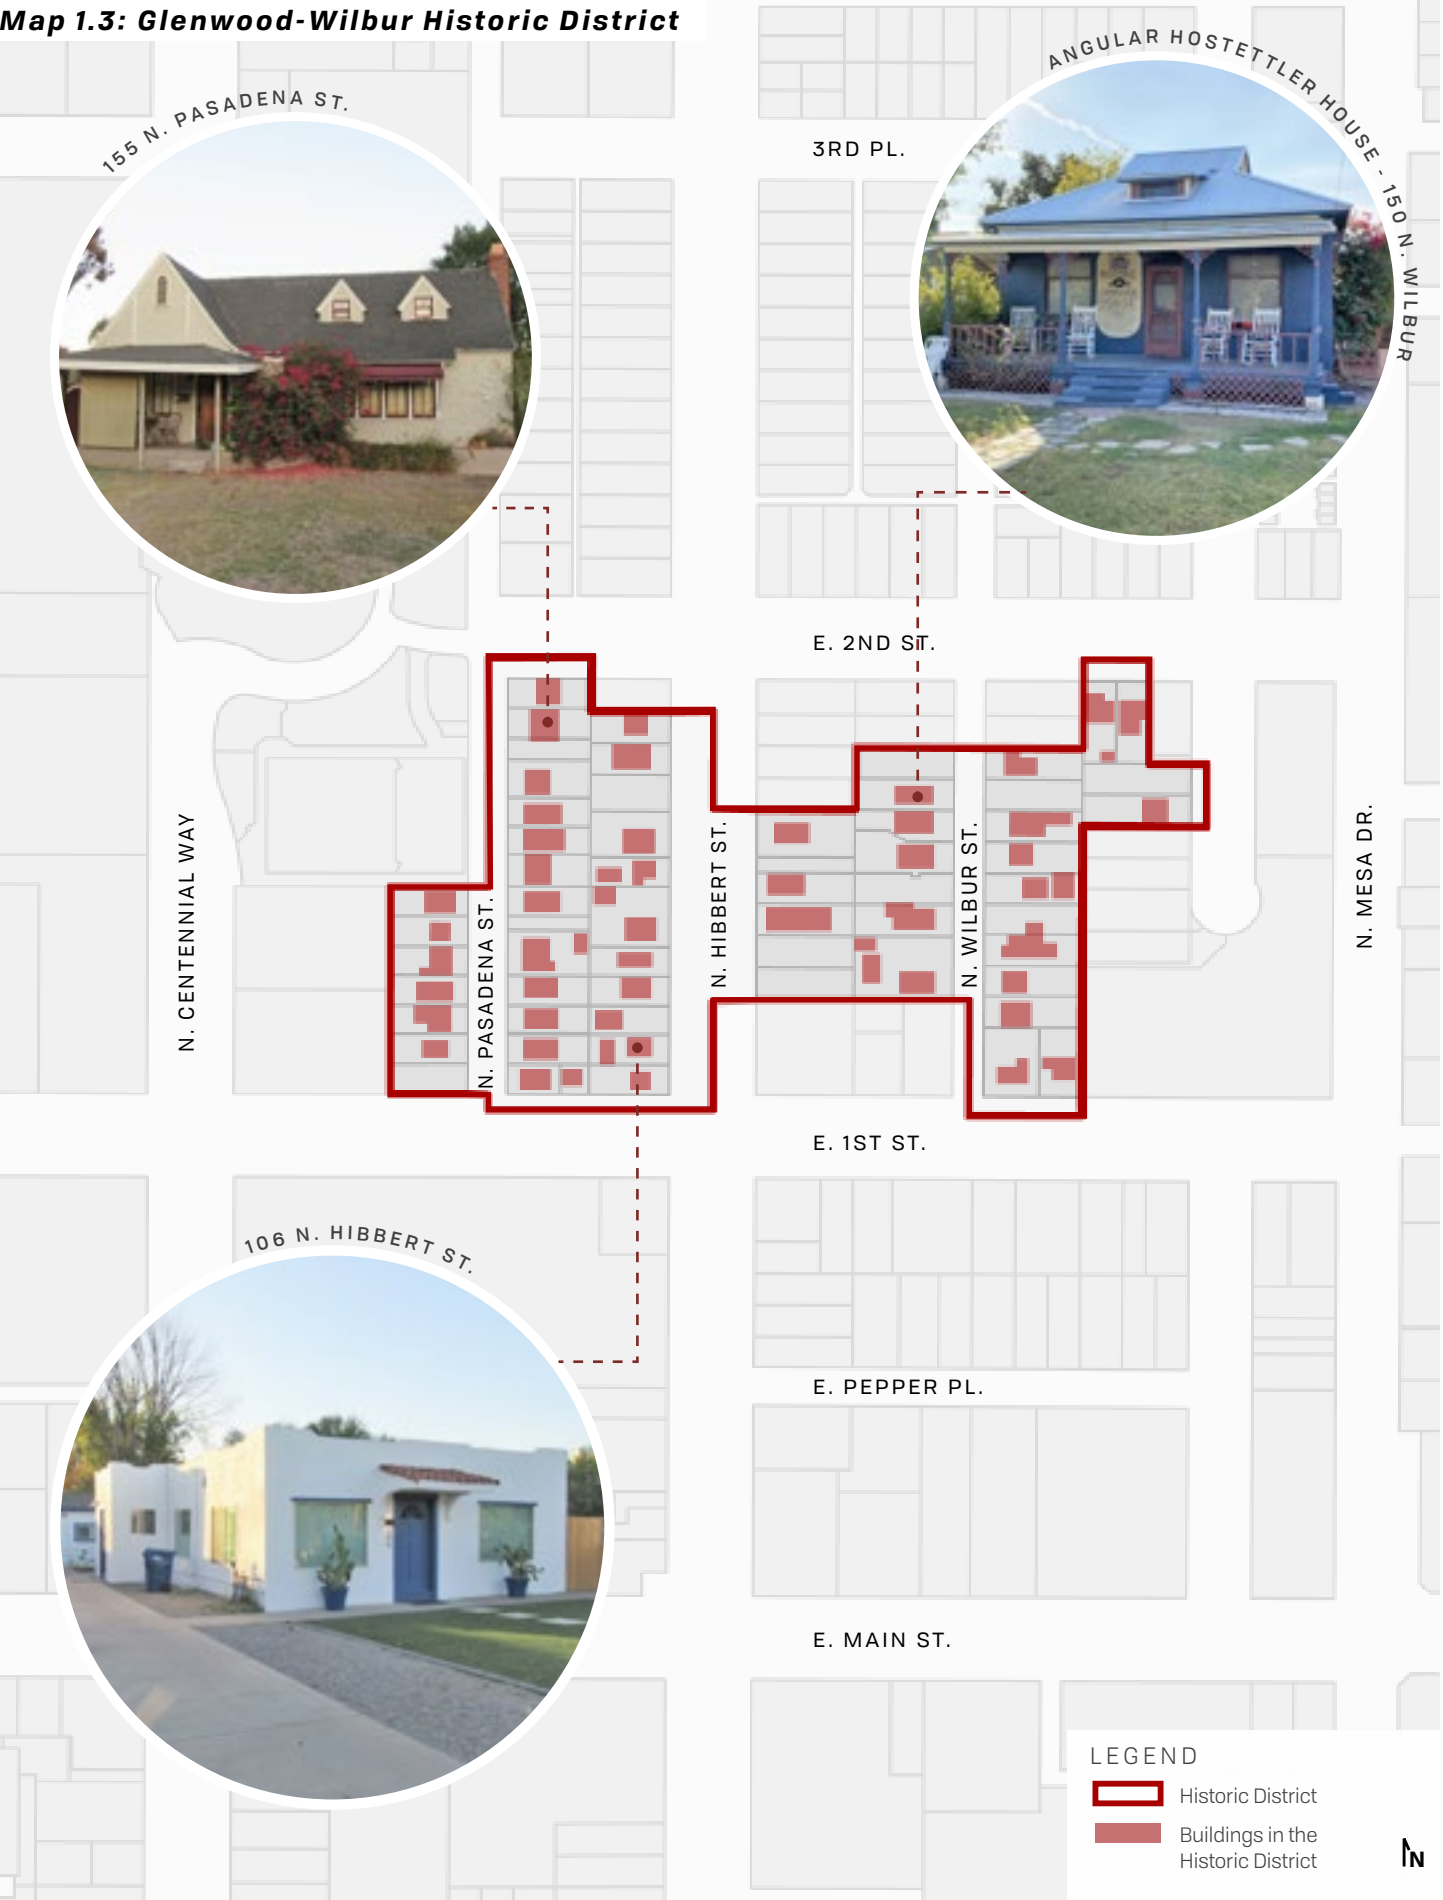 Map 1.3: Glenwood-Wilbur Historic District
ANGULAR HOSTETTLER HOUSE - 150 N. WILBUR
155 N. PASADENA ST.
3RD PL.
E. 2ND ST.
N. CENTENNIAL WAY
N. PASADENA ST.
N. HIBBERT ST.
N. WILBUR ST.
N. MESA DR.
E. 1ST ST.
106 N. HIBBERT ST.
E. PEPPER PL.
E. MAIN ST.
LEGEND
Historic District
Buildings in the
Historic District
N